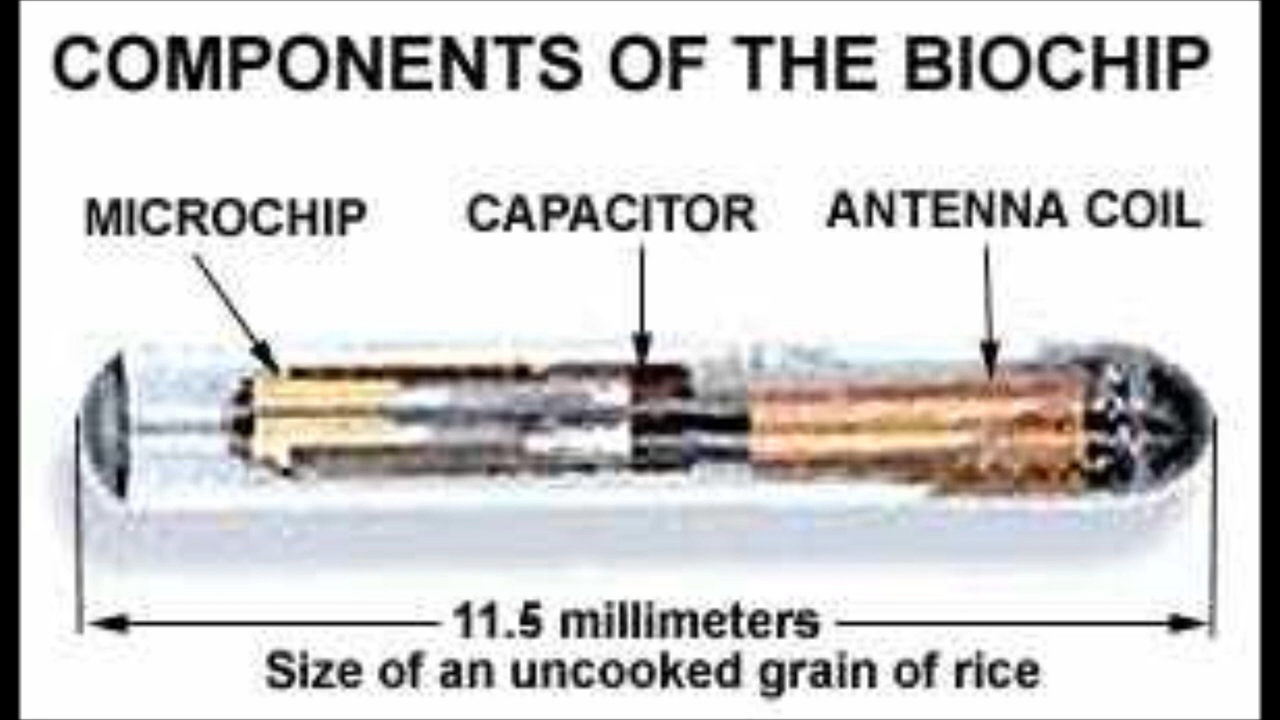 COMPONENTS OF THE BIOCHIP
MICROCHIP
CAPACITOR
ANTENNA COIL
11.5 millimeters
Size of an uncooked grain of rice